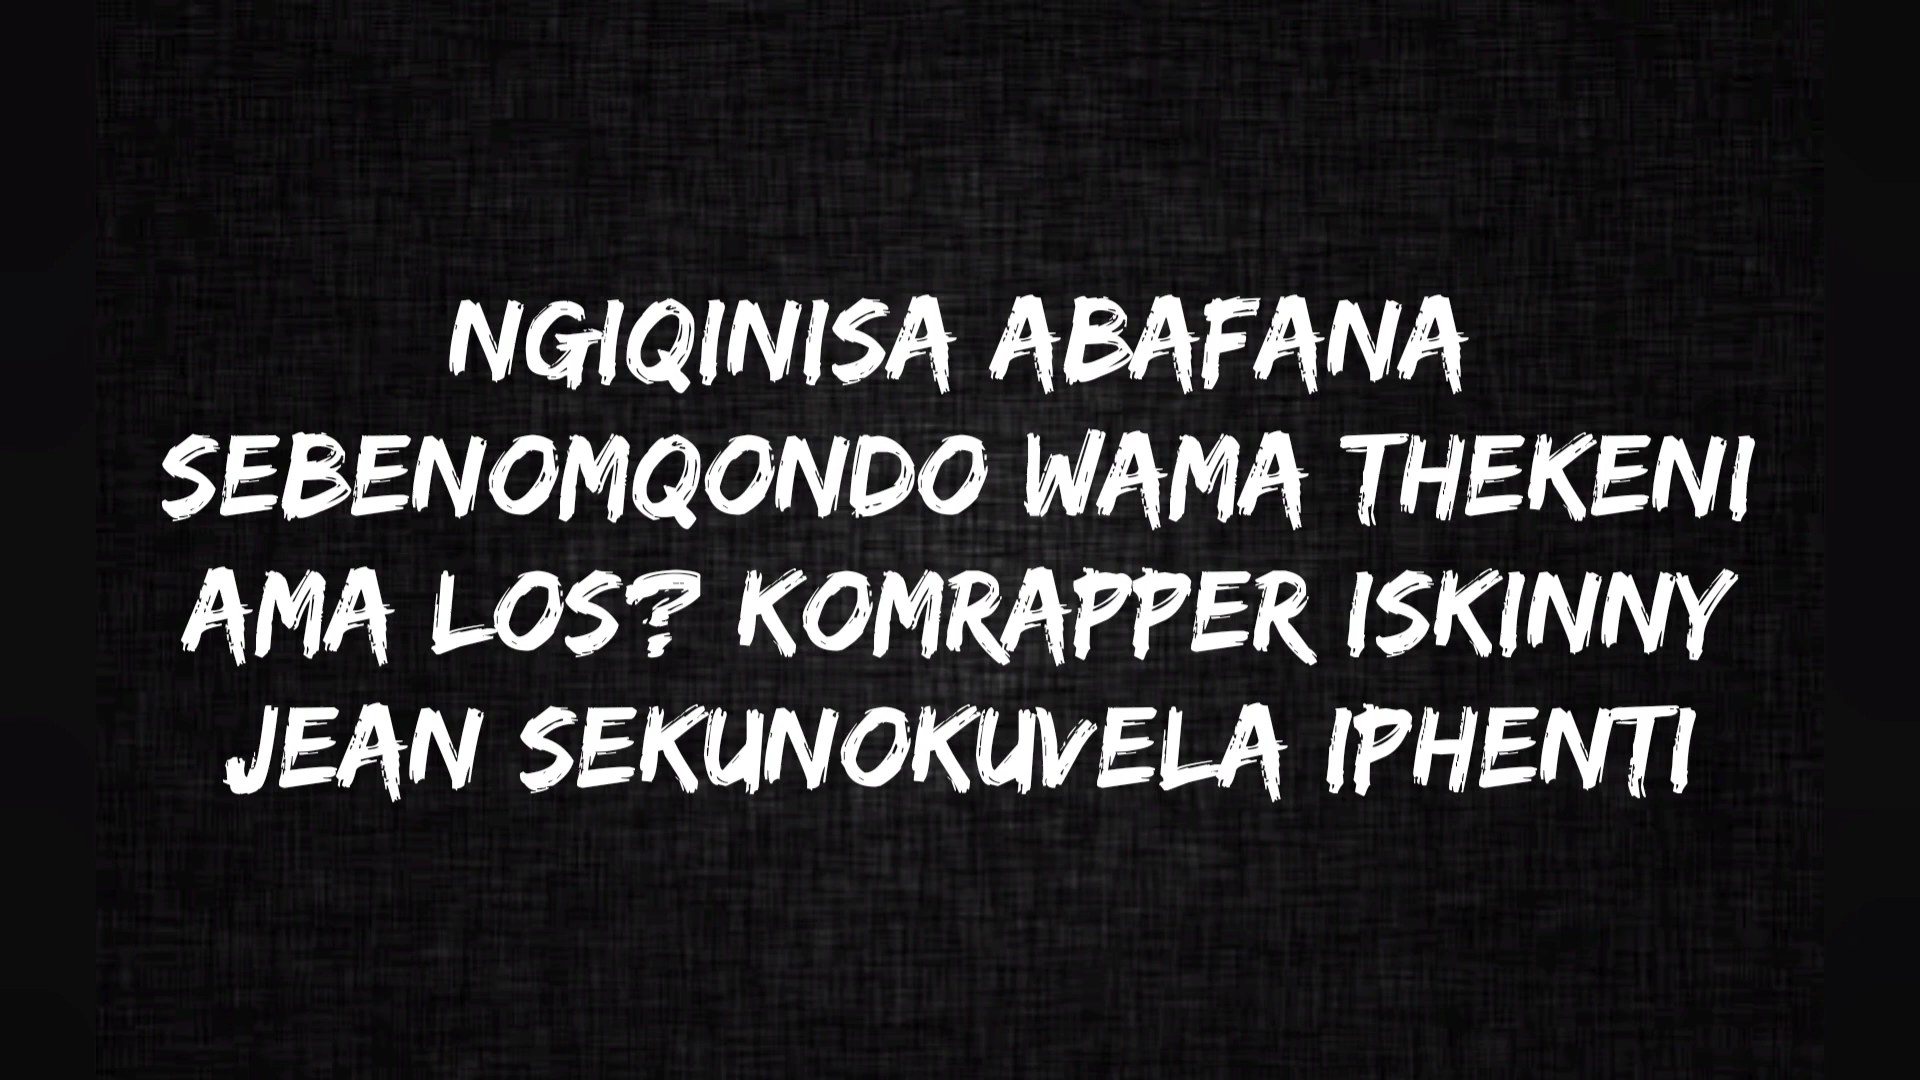 NGIQINISA ABAFANA
SEBENOMQONDO WAMA THEKENI
AMA LOS? KOMRAPPER ISKINNY
JEAN SEKUNOKUVELA IPHENTI